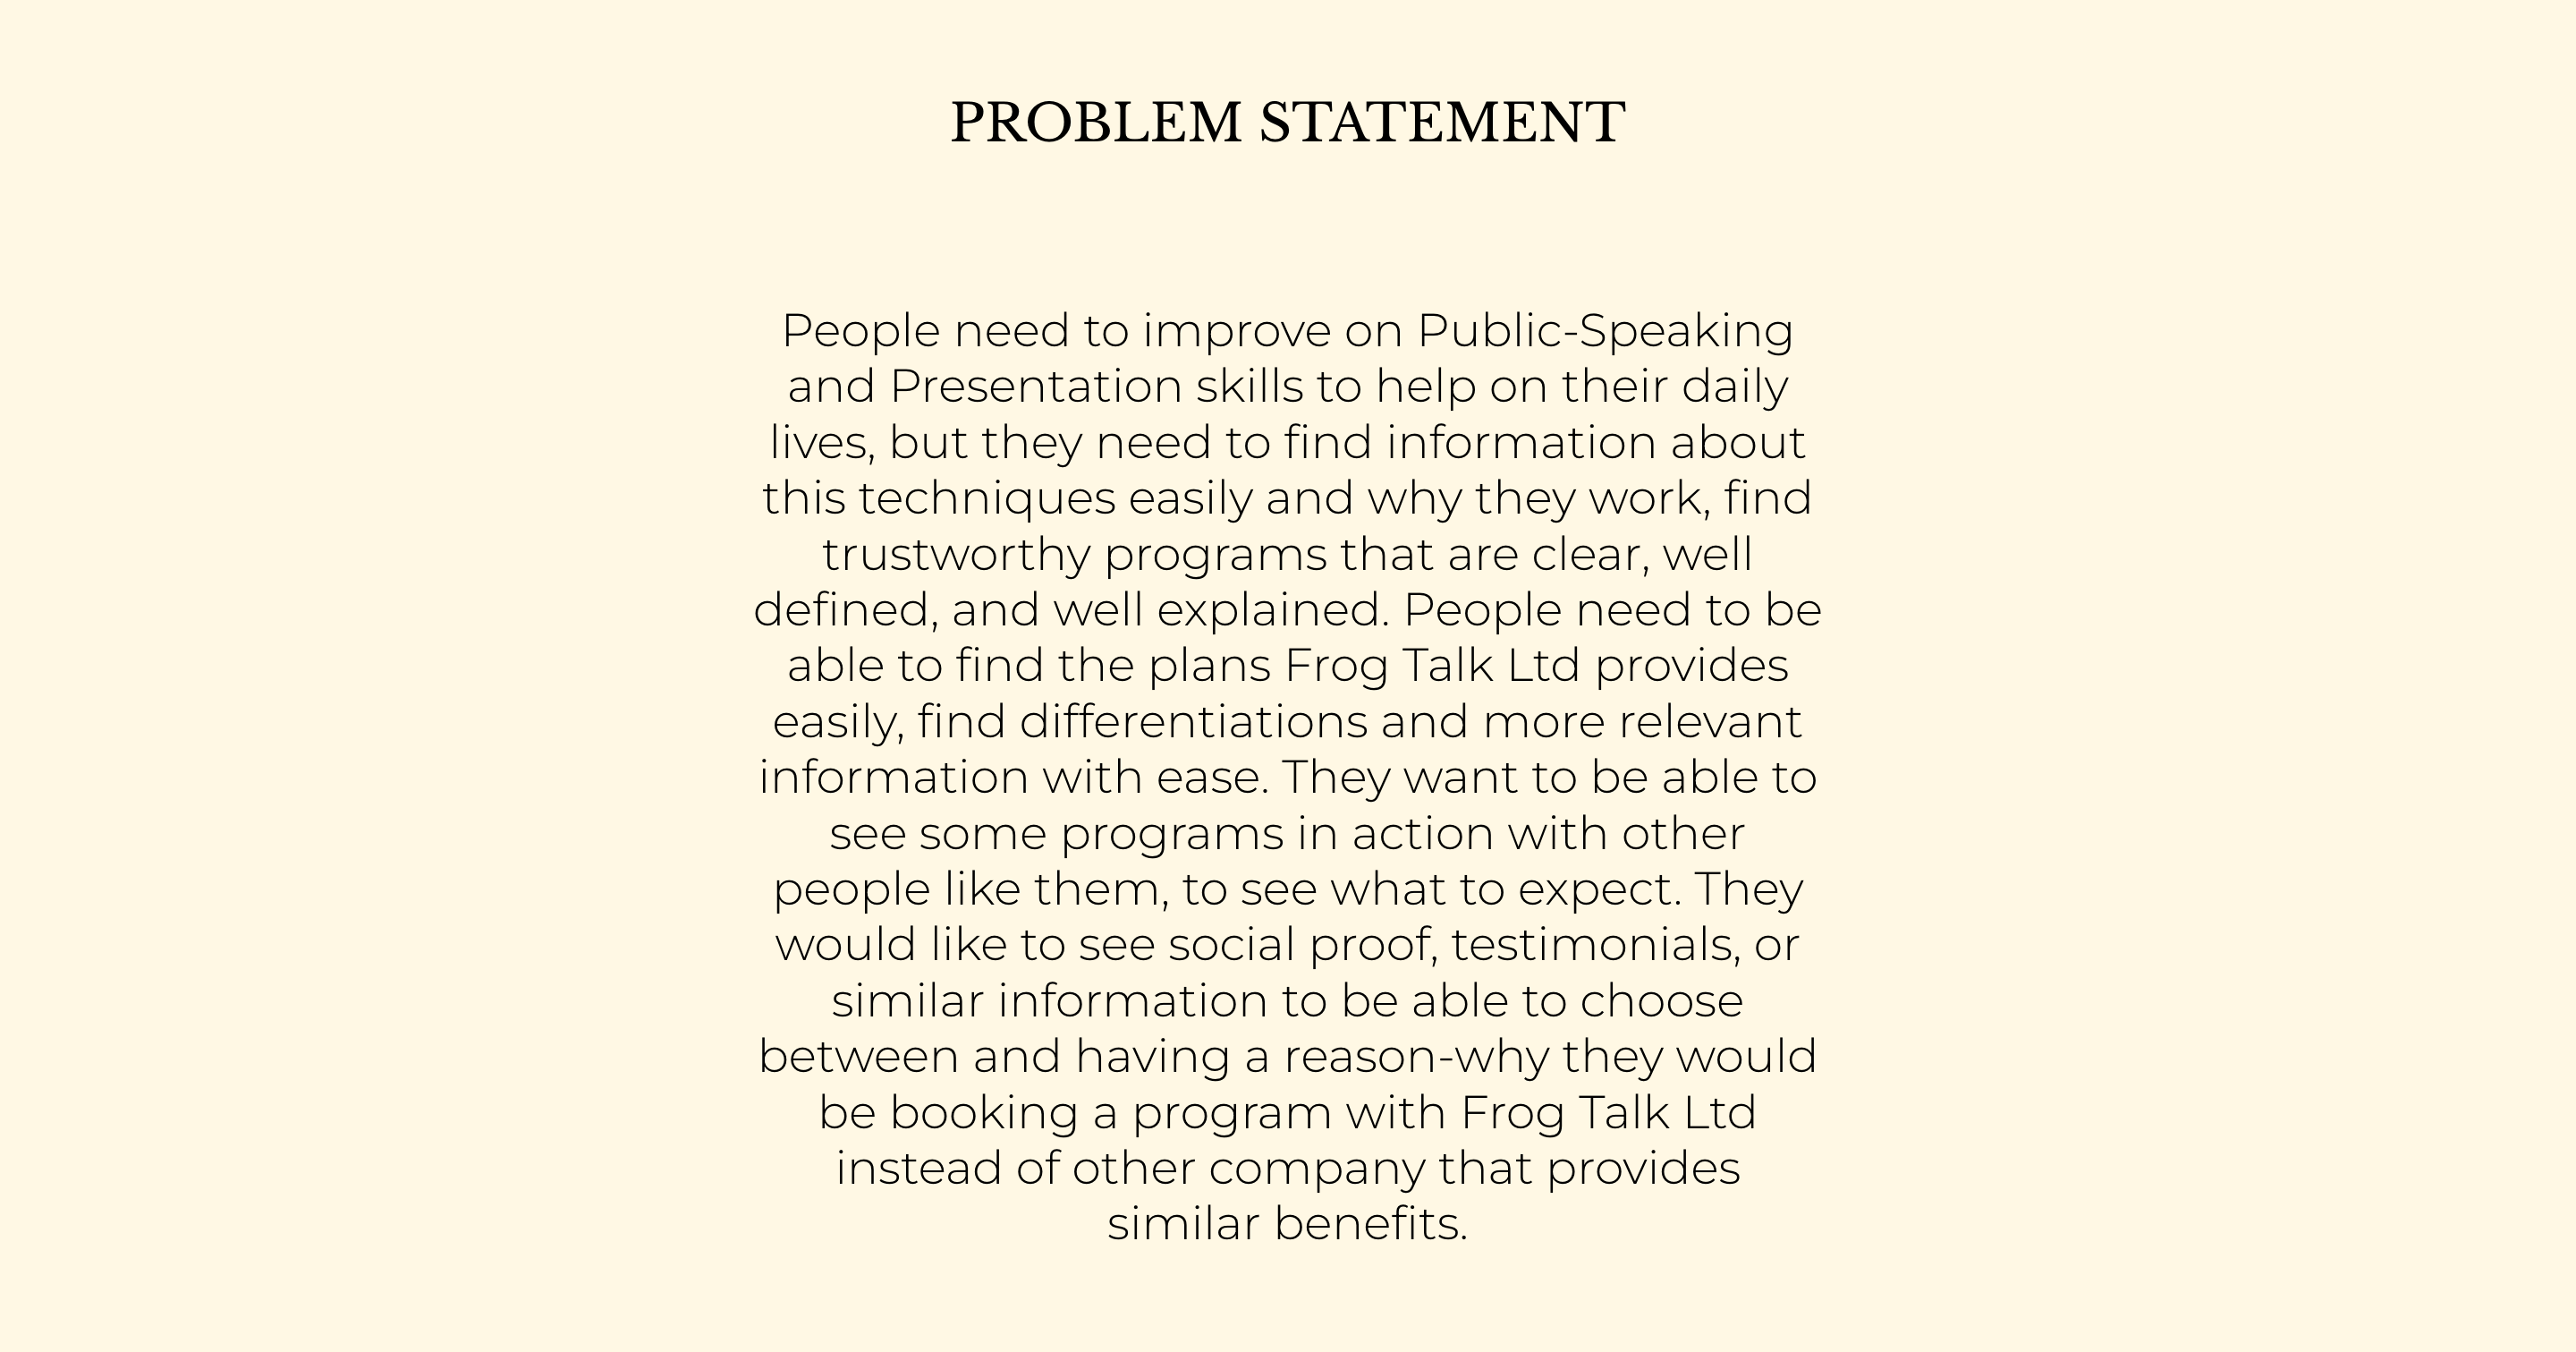 PROBLEM STATEMENT
People need to improve on Public-Speaking
and Presentation skills to help on their daily
lives, but they need to find information about
this techniques easily and why they work, find
trustworthy programs that are clear, well
defined, and well explained. People need to be
able to find the plans Frog Talk Ltd provides
easily, find differentiations and more relevant
information with ease. They want to be able to
see some programs in action with other
people like them, to see what to expect. They
would like to see social proof, testimonials, or
similar information to be able to choose
between and having a reason-why they would
be booking a program with Frog Talk Ltd
instead of other company that provides
similar benefits.